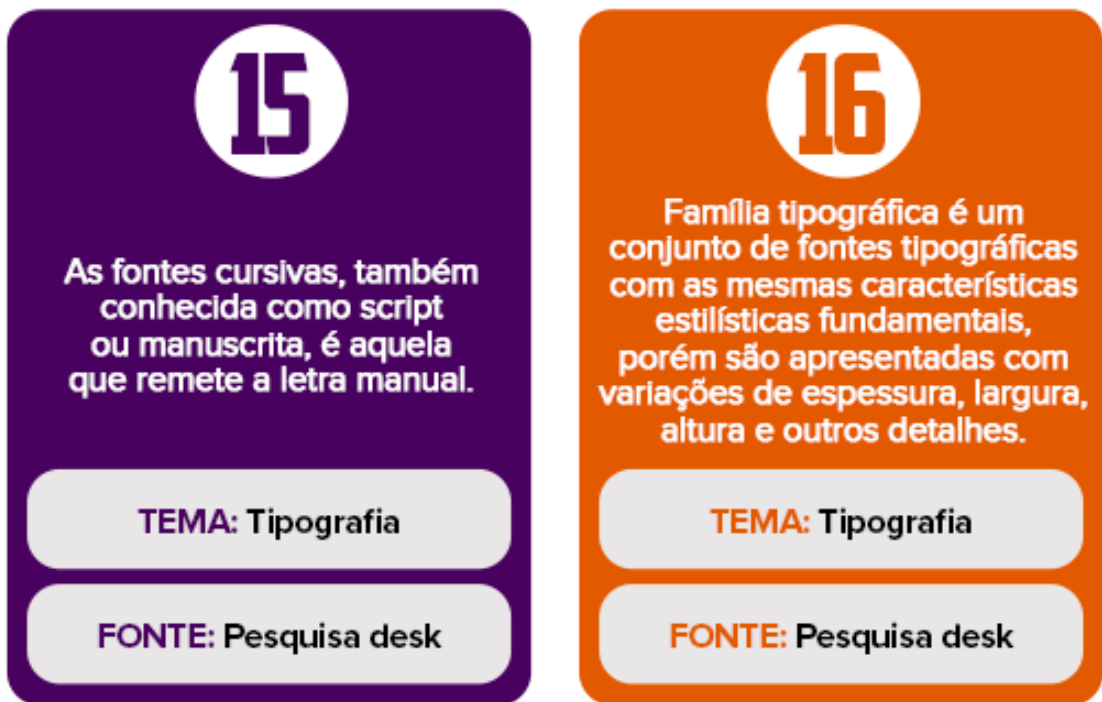 15
As fontes cursivas, também
conhecida como script
ou manuscrita, é aquela
que remete a letra manual.
TEMA: Tipografia
FONTE: Pesquisa desk
16
Família tipográfica é um
conjunto de fontes tipográficas
com as mesmas características
estilísticas fundamentais,
porém são apresentadas com
variações de espessura, largura,
altura e outros detalhes.
TEMA: Tipografia
FONTE: Pesquisa desk